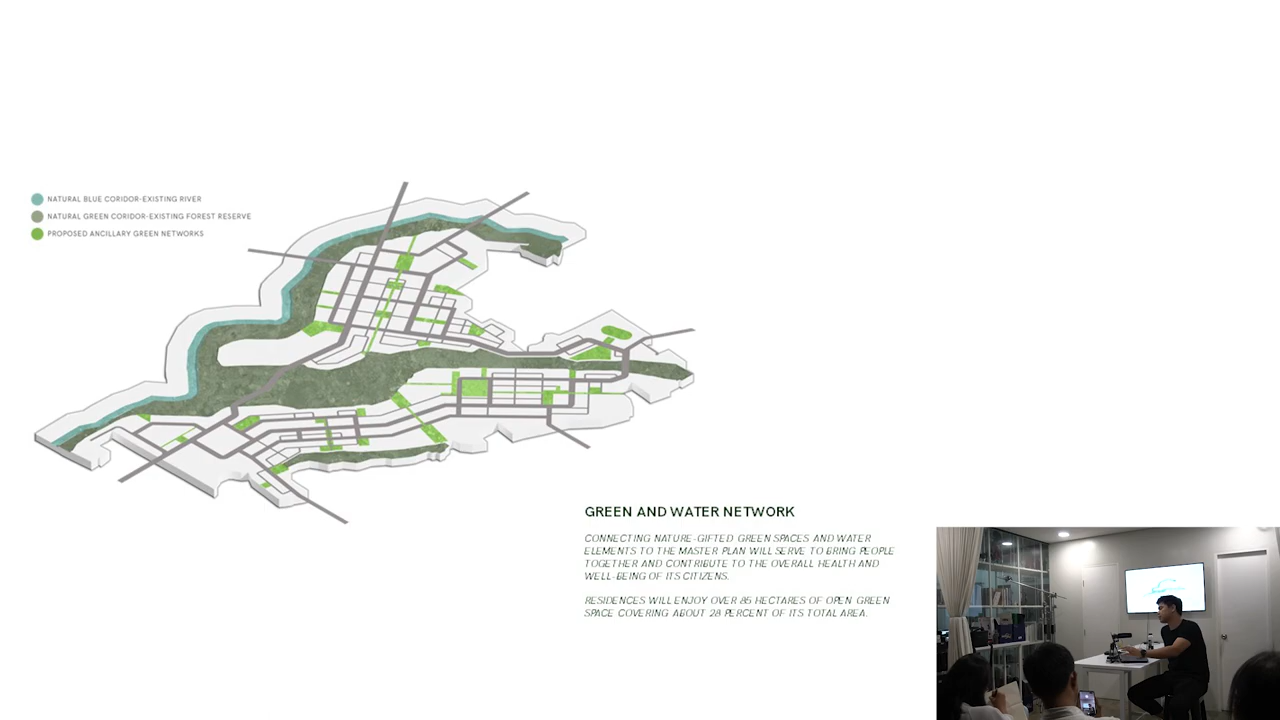 NATURAL BLUE CORIDOR-EXISTING RIVER
NATURAL GREEN CORIDOR-EXISTING FOREST RESERVE
PROPOSED ANCILLARY GREEN NETWORKS
GREEN AND WATER NETWORK
CONNECTING NATURE-GIFTED GREEN SPACES AND WATER
ELEMENTS TO THE MASTER PLAN WILL SERVE TO BRING PEOPLE
TOGETHER AND CONTRIBUTE TO THE OVERALL HEALTH AND
WELL-BEING OF ITS CITIZENS.
RESIDENCES WILL ENJOY OVER 85 HECTARES OF OPEN GREEN
SPACE COVERING ABOUT 28 PERCENT OF ITS TOTAL AREA.